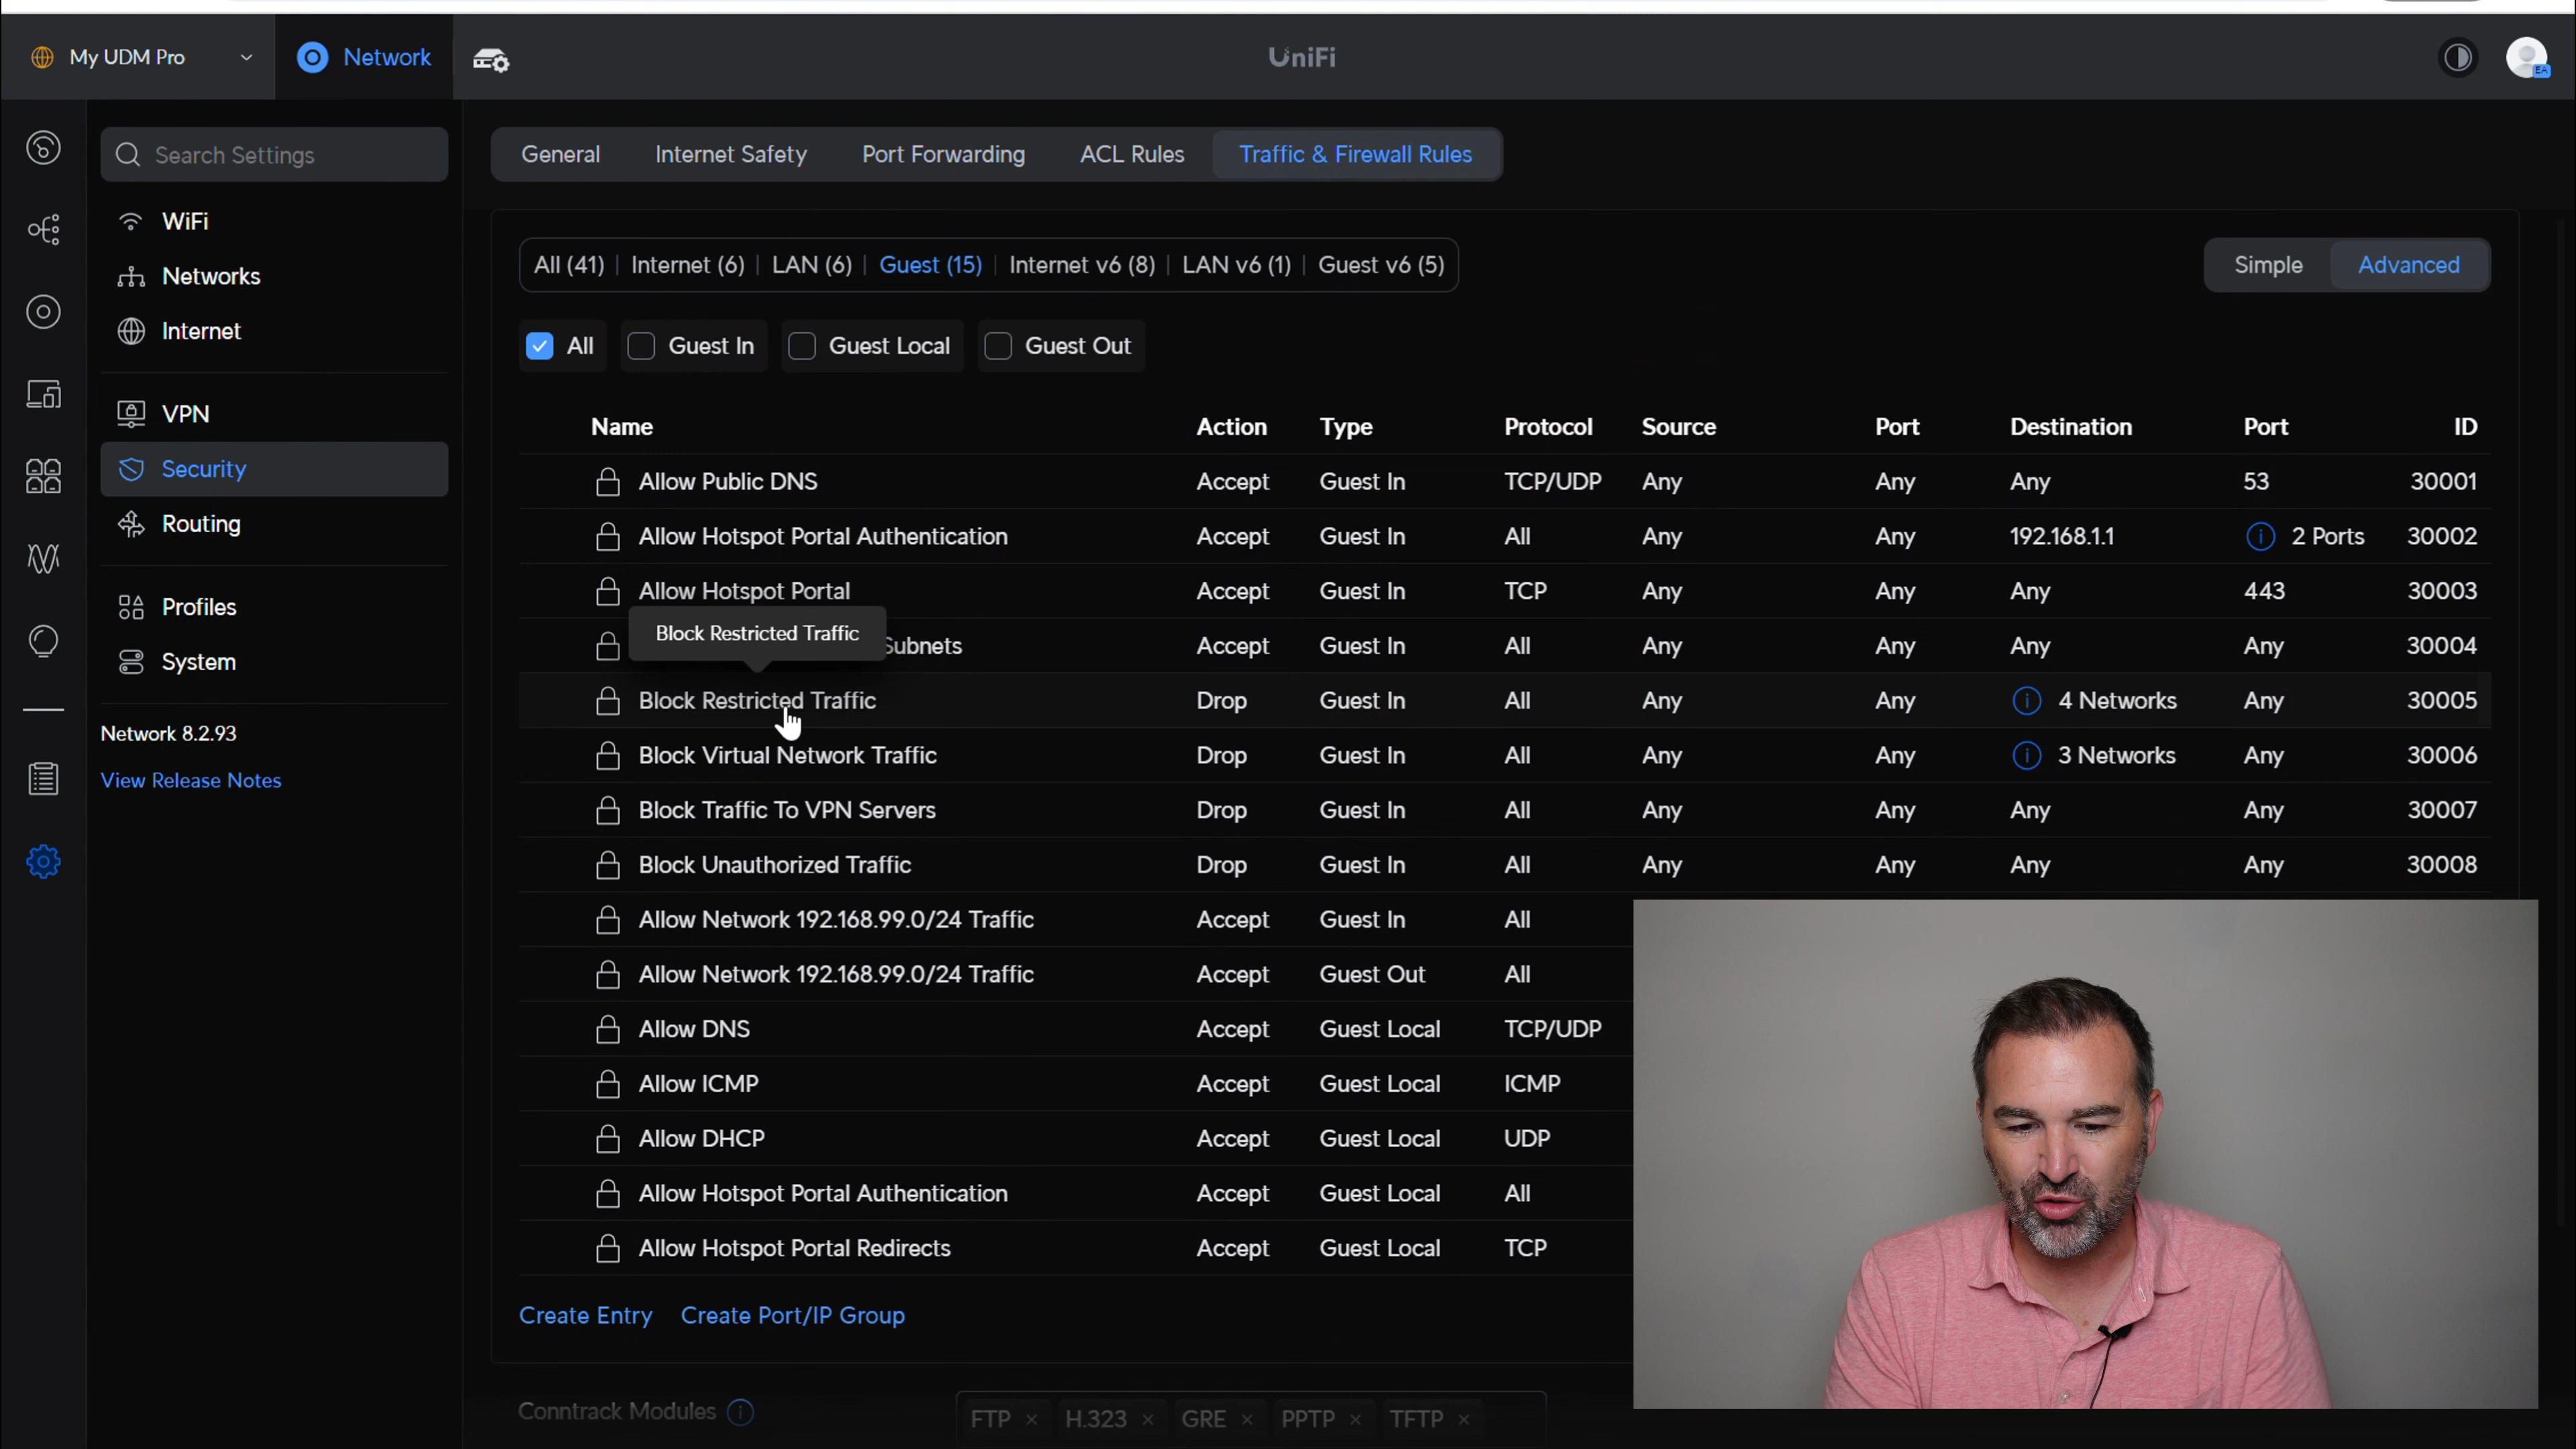 My UDM Pro
Network
UniFi
EA
Search Settings
General
Internet Safety
Port Forwarding
ACL Rules
Traffic & Firewall Rules
WiFi
Networks
Internet
VPN
Security
Routing
Profiles
System
Network 8.2.93
View Release Notes
All (41) | Internet (6) | LAN (6) | Guest (15) | Internet v6 (8) | LAN v6 (1) | Guest v6 (5)
Simple
Advanced
All
Guest In
Guest Local
Guest Out
Name Action Type Protocol Source Port Destination Port ID
Allow Public DNS Accept Guest In TCP/UDP Any Any Any 53 30001
Allow Hotspot Portal Authentication Accept Guest In All Any Any 192.168.1.1 2 Ports 30002
Allow Hotspot Portal Accept Guest In TCP Any Any Any 443 30003
Block Restricted Traffic
Subnets Accept Guest In All Any Any Any Any 30004
Block Restricted Traffic Drop Guest In All Any Any 4 Networks Any 30005
Block Virtual Network Traffic Drop Guest In All Any Any 3 Networks Any 30006
Block Traffic To VPN Servers Drop Guest In All Any Any Any Any 30007
Block Unauthorized Traffic Drop Guest In All Any Any Any Any 30008
Allow Network 192.168.99.0/24 Traffic Accept Guest In All
Allow Network 192.168.99.0/24 Traffic Accept Guest Out All
Allow DNS Accept Guest Local TCP/UDP
Allow ICMP Accept Guest Local ICMP
Allow DHCP Accept Guest Local UDP
Allow Hotspot Portal Authentication Accept Guest Local All
Allow Hotspot Portal Redirects Accept Guest Local TCP
Create Entry
Create Port/IP Group
Conntrack Modules
FTP × H.323 × GRE × PPTP × TFTP ×